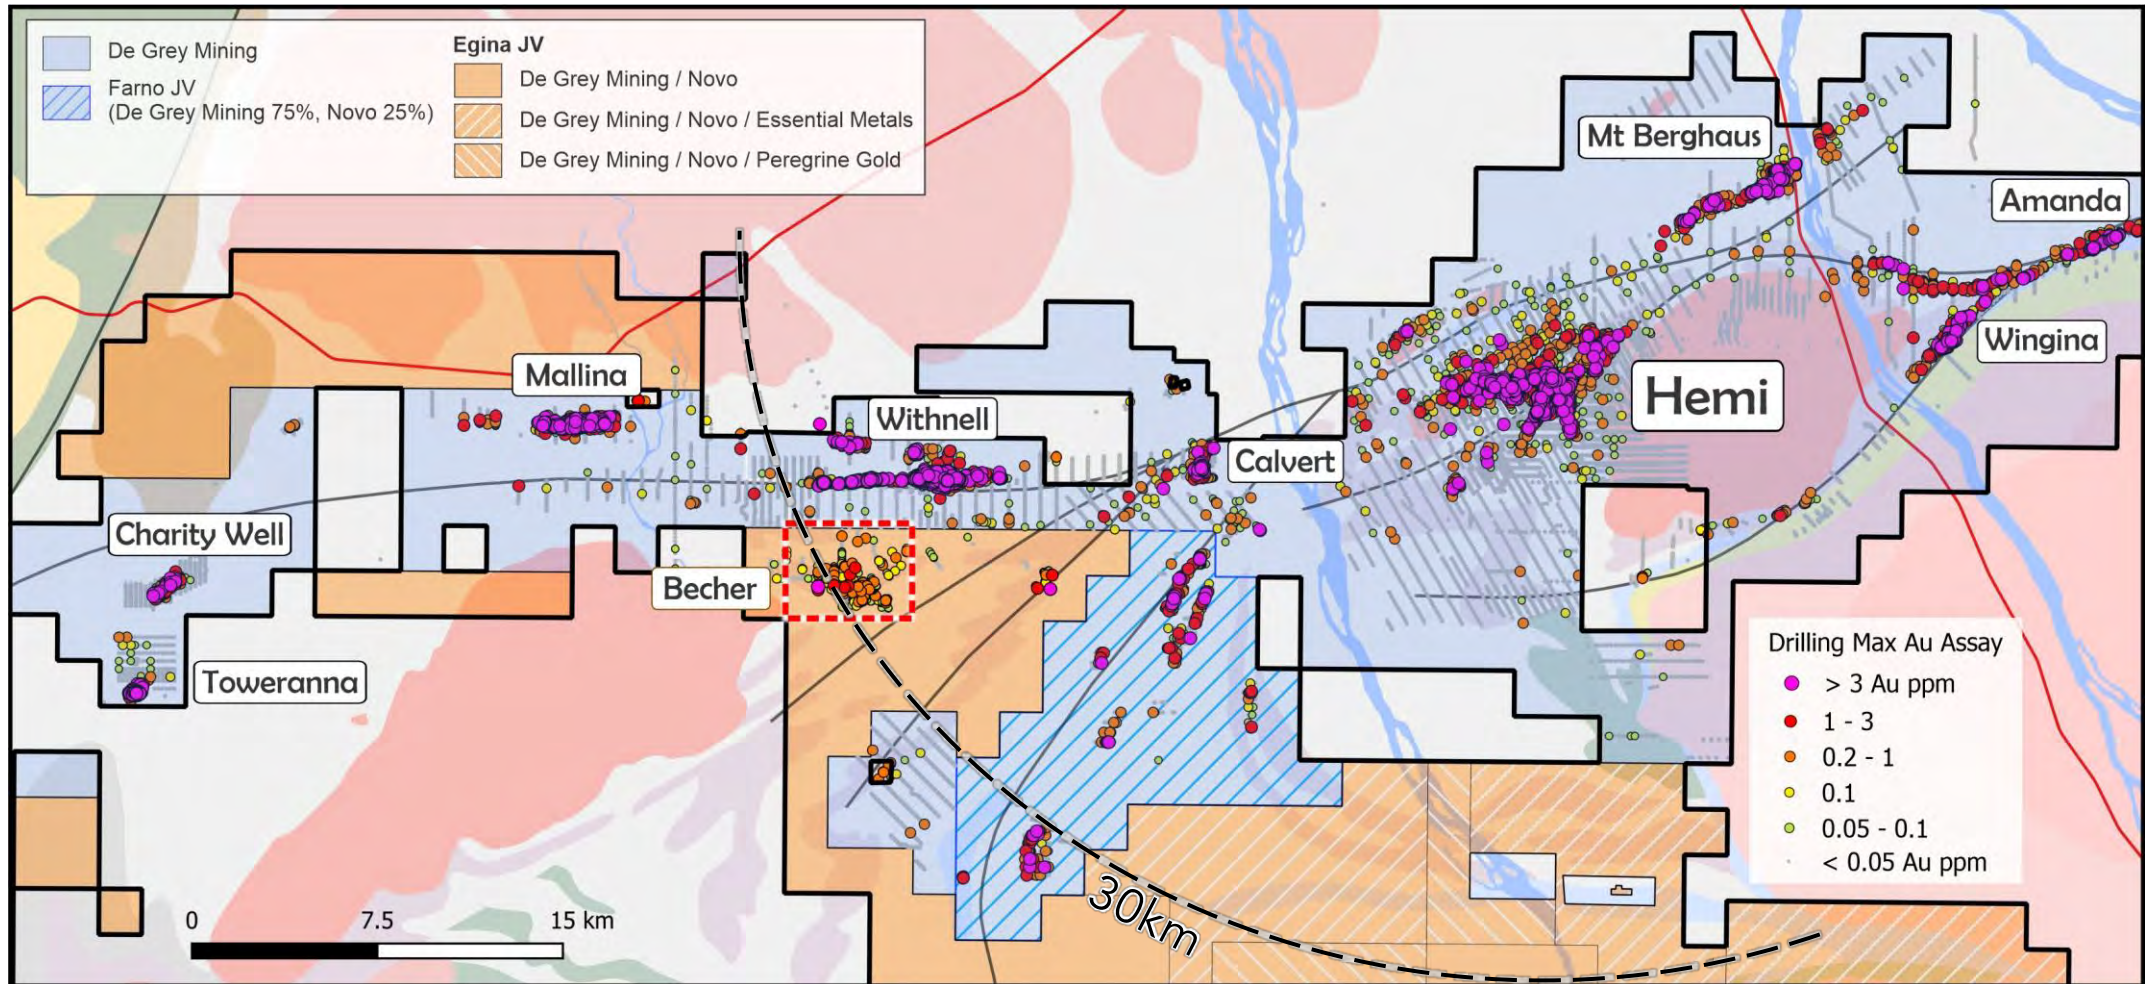 De Grey Mining
Farno JV
(De Grey Mining 75%, Novo 25%)
Egina JV
De Grey Mining / Novo
De Grey Mining / Novo / Essential Metals
De Grey Mining / Novo / Peregrine Gold
Mt Berghaus
Amanda
Wingina
Hemi
Mallina
Withnell
Calvert
Charity Well
Becher
Toweranna
Drilling Max Au Assay
> 3 Au ppm
1 - 3
0.2 - 1
0.1
0.05 - 0.1
< 0.05 Au ppm
30km
0 7.5 15 km